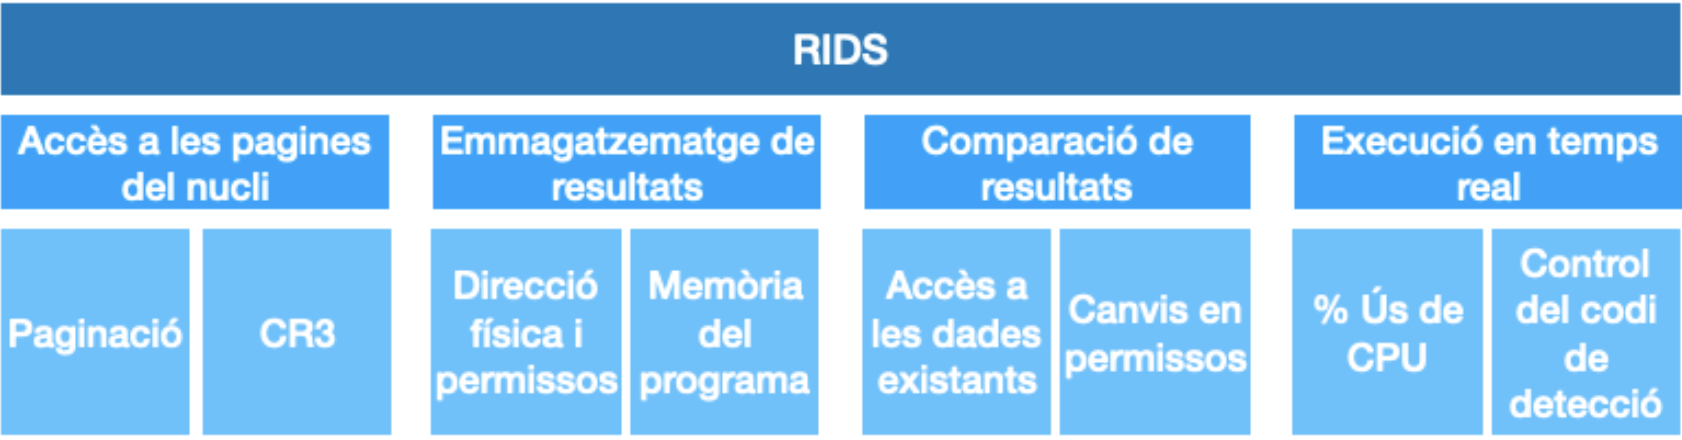 RIDS
Accès a les pagines
del nucli
Emmagatzematge de
resultats
Comparació de
resultats
Execució en temps
real
Paginació
CR3
Direcció
física i
permissos
Memòria
del
programa
Accès a
les dades
existants
Canvis en
permissos
% Ús de
CPU
Control
del codi
de
detecció